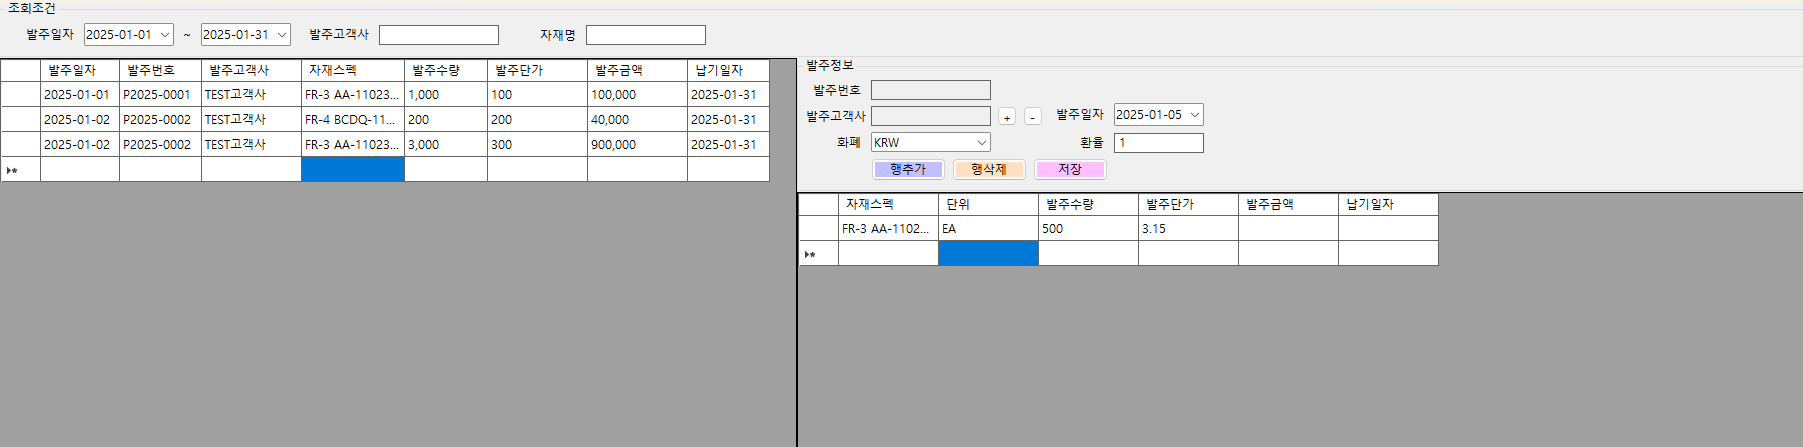 조회조건
발주일자 2025-01-01 ~ 2025-01-31 발주고객사 자재명
발주일자 발주번호 발주고객사 자재스펙 발주수량 발주단가 발주금액 납기일자
2025-01-01 P2025-0001 TEST고객사 FR-3 AA-11023... 1,000 100 100,000 2025-01-31
2025-01-02 P2025-0002 TEST고객사 FR-4 BCDQ-11... 200 200 40,000 2025-01-31
2025-01-02 P2025-0002 TEST고객사 FR-3 AA-11023... 3,000 300 900,000 2025-01-31
발주정보
발주번호
발주고객사 + - 발주일자 2025-01-05
화폐 KRW 환율 1
행추가 행삭제 저장
자재스펙 단위 발주수량 발주단가 발주금액 납기일자
FR-3 AA-1102... EA 500 3.15